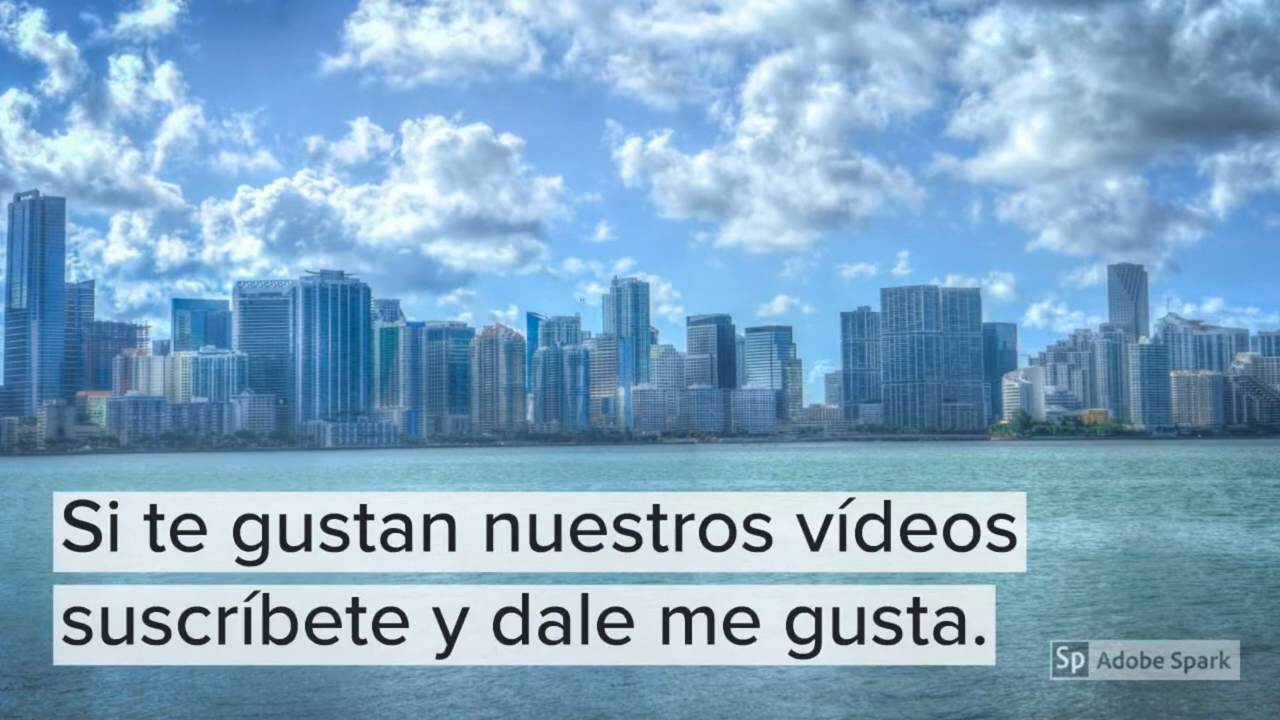 Si te gustan nuestros vídeos
suscríbete y dale me gusta.
Sp Adobe Spark